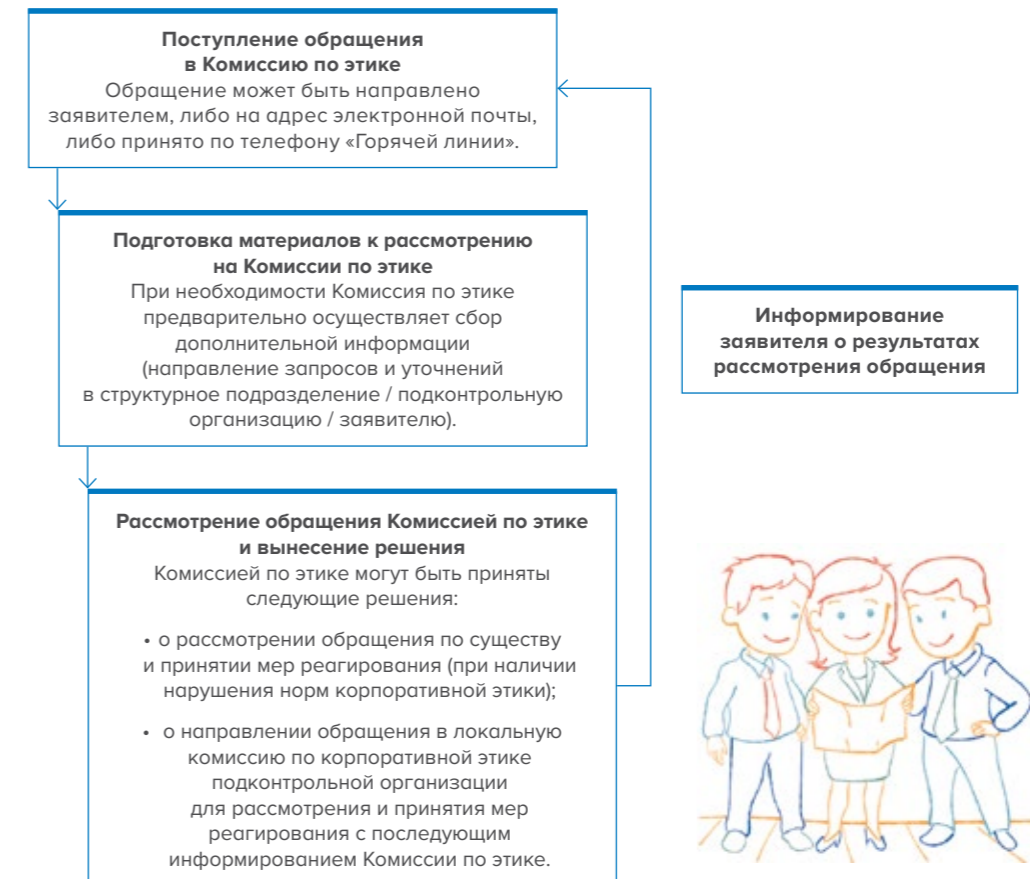 Поступление обращения
в Комиссию по этике
Обращение может быть направлено
заявителем, либо на адрес электронной почты,
либо принято по телефону «Горячей линии».
Подготовка материалов к рассмотрению
на Комиссии по этике
При необходимости Комиссия по этике
предварительно осуществляет сбор
дополнительной информации
(направление запросов и уточнений
в структурное подразделение / подконтрольную
организацию / заявителю).
Рассмотрение обращения Комиссией по этике
и вынесение решения
Комиссией по этике могут быть приняты
следующие решения:
• о рассмотрении обращения по существу
и принятии мер реагирования (при наличии
нарушения норм корпоративной этики);
• о направлении обращения в локальную
комиссию по корпоративной этике
подконтрольной организации
для рассмотрения и принятия мер
реагирования с последующим
информированием Комиссии по этике.
Информирование
заявителя о результатах
рассмотрения обращения